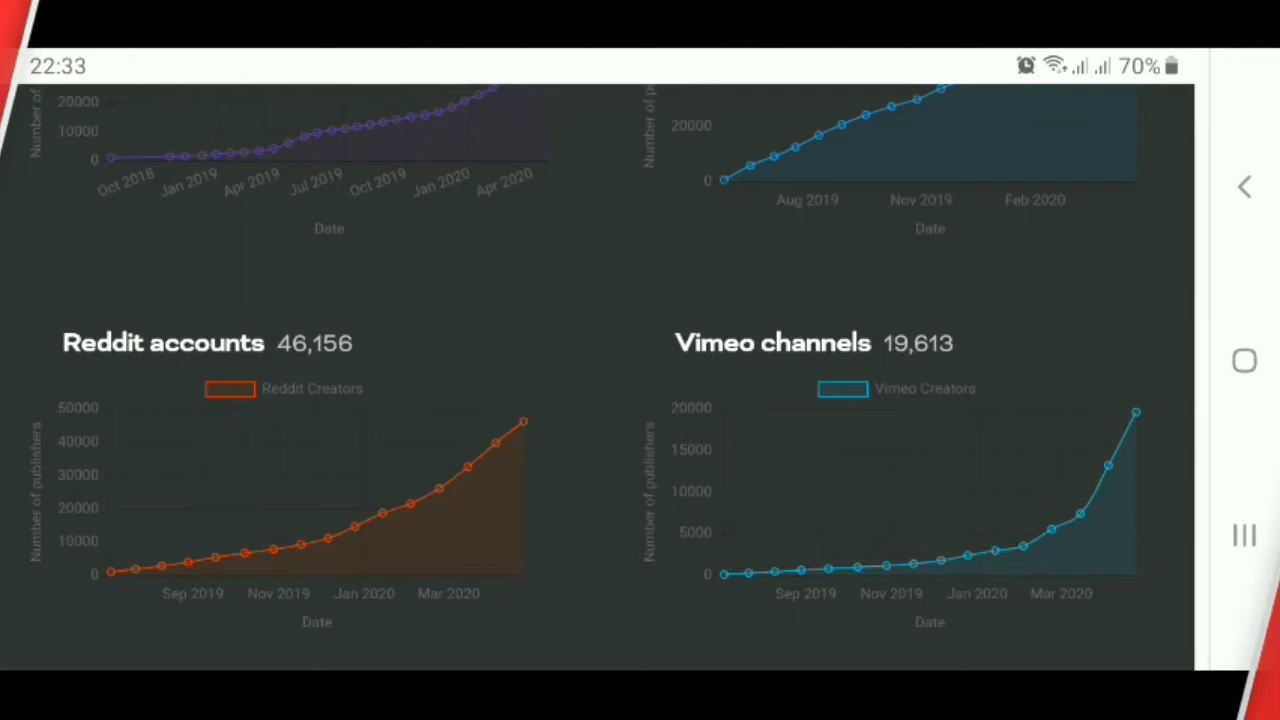 22:33
70%
Number of
20000
10000
0
Oct 2018 Jan 2019 Apr 2019 Jul 2019 Oct 2019 Jan 2020 Apr 2020
Date
Number of
20000
0
Aug 2019 Nov 2019 Feb 2020
Date
Reddit accounts 46,156
Reddit Creators
Number of publishers
50000
40000
30000
20000
10000
0
Sep 2019 Nov 2019 Jan 2020 Mar 2020
Date
Vimeo channels 19,613
Vimeo Creators
Number of publishers
20000
15000
10000
5000
0
Sep 2019 Nov 2019 Jan 2020 Mar 2020
Date